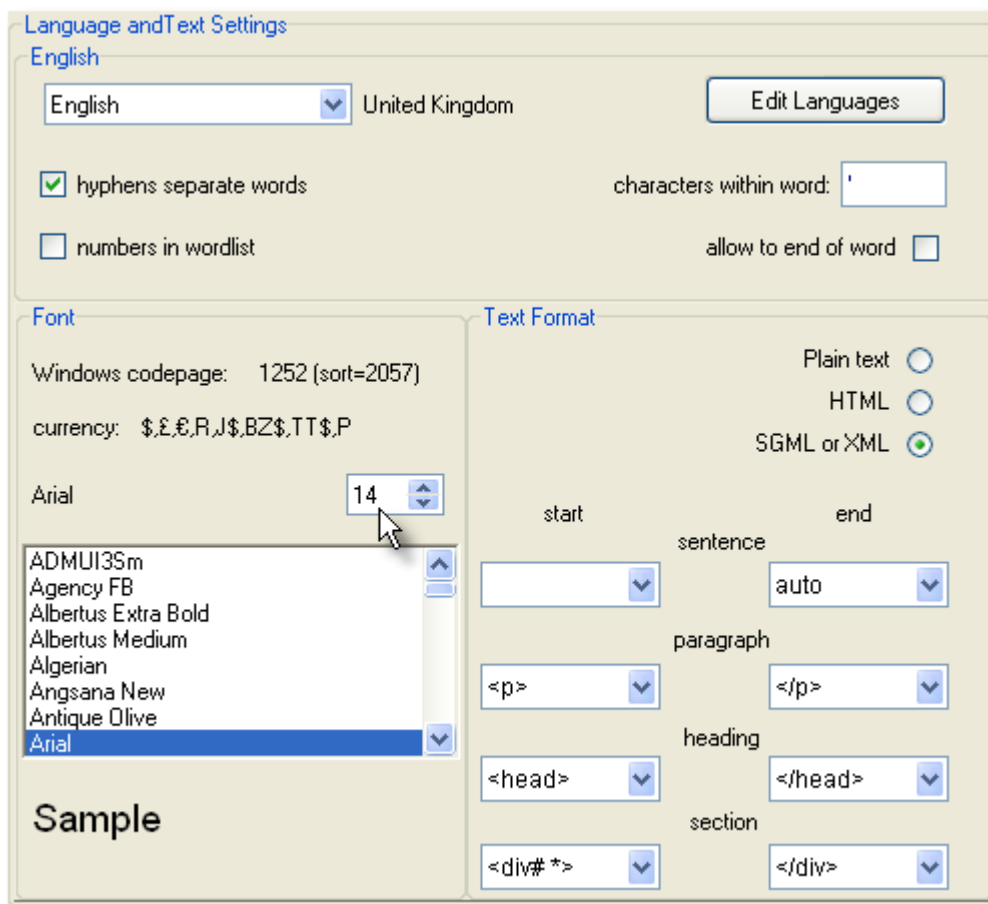 Language andText Settings
English
English United Kingdom Edit Languages
hyphens separate words characters within word: '
numbers in wordlist allow to end of word
Font
Windows codepage: 1252 (sort=2057)
currency: $,£,€,R,J$,BZ$,TT$,P
Arial 14
ADMUI3Sm
Agency FB
Albertus Extra Bold
Albertus Medium
Algerian
Angsana New
Antique Olive
Arial
Sample
Text Format
Plain text
HTML
SGML or XML
start end
sentence
auto
paragraph
<p> </p>
heading
<head> </head>
section
<div# *> </div>